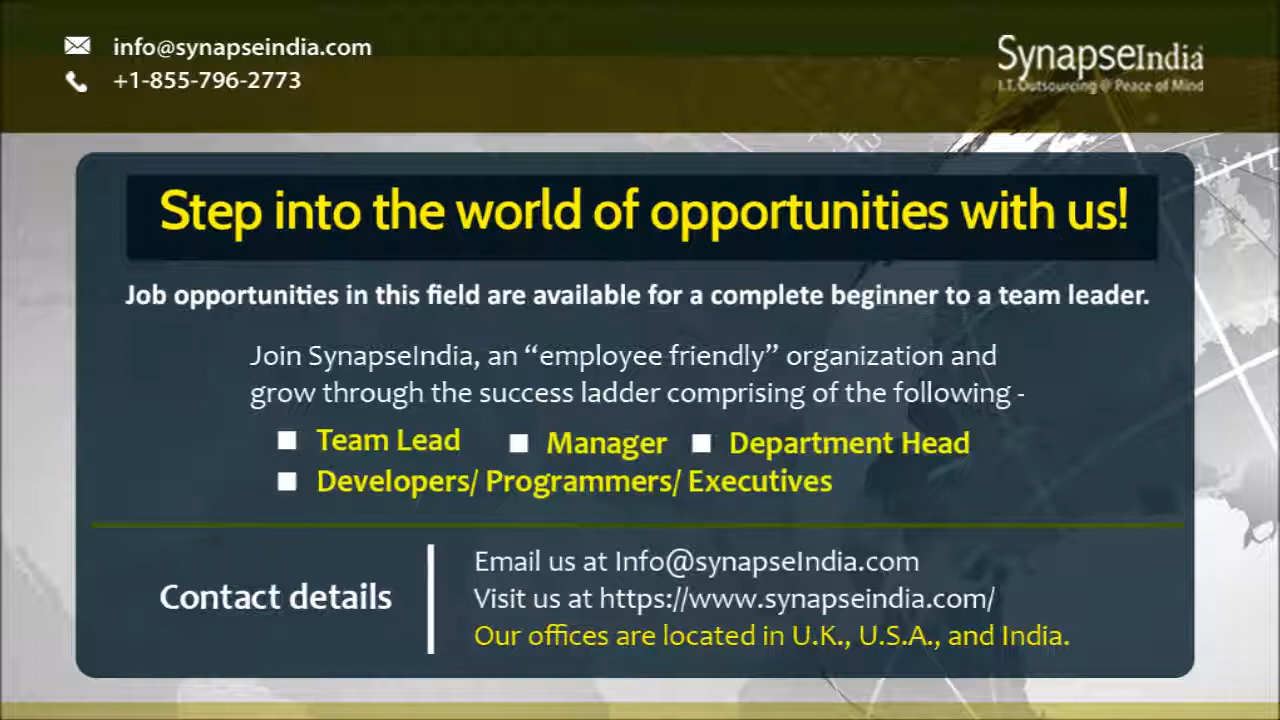 info@synapseindia.com
+1-855-796-2773
SynapseIndia
I.T. Outsourcing @ Peace of Mind
Step into the world of opportunities with us!
Job opportunities in this field are available for a complete beginner to a team leader.
Join SynapseIndia, an “employee friendly” organization and
grow through the success ladder comprising of the following -
Team Lead Manager Department Head
Developers/ Programmers/ Executives
Contact details
Email us at Info@synapseIndia.com
Visit us at https://www.synapseindia.com/
Our offices are located in U.K., U.S.A., and India.